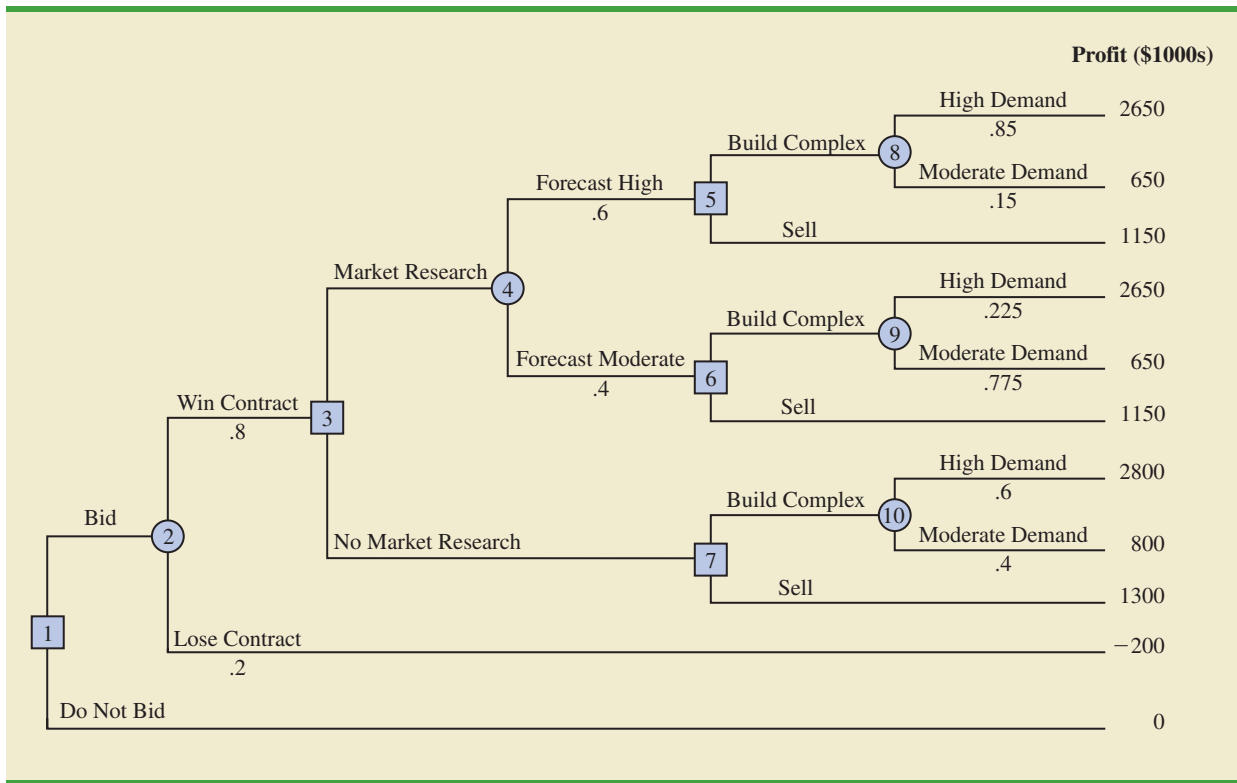 Profit ($1000s)
High Demand
2650
.85
Build Complex
8
Moderate Demand
650
.15
Forecast High
.6
5
Sell
1150
Market Research
4
High Demand
2650
.225
Build Complex
9
Moderate Demand
650
.775
Forecast Moderate
.4
6
Sell
1150
Win Contract
.8
3
High Demand
2800
.6
Build Complex
10
Moderate Demand
800
.4
No Market Research
7
Sell
1300
Bid
2
1
Lose Contract
.2
−200
Do Not Bid
0